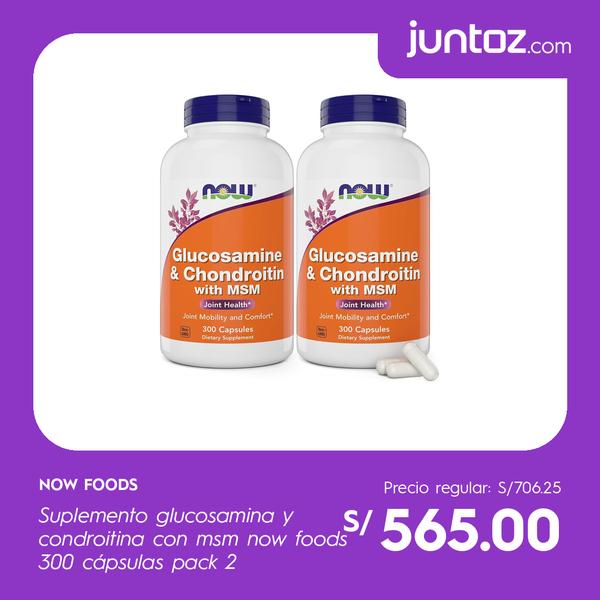 juntoz.com
now
Glucosamine
& Chondroitin
with MSM
Joint Health*
Joint Mobility and Comfort*
300 Capsules
Dietary Supplement
now
Glucosamine
& Chondroitin
with MSM
Joint Health*
Joint Mobility and Comfort*
300 Capsules
Dietary Supplement
NOW FOODS
Suplemento glucosamina y
condroitina con msm now foods
300 cápsulas pack 2
Precio regular: S/706.25
S/ 565.00